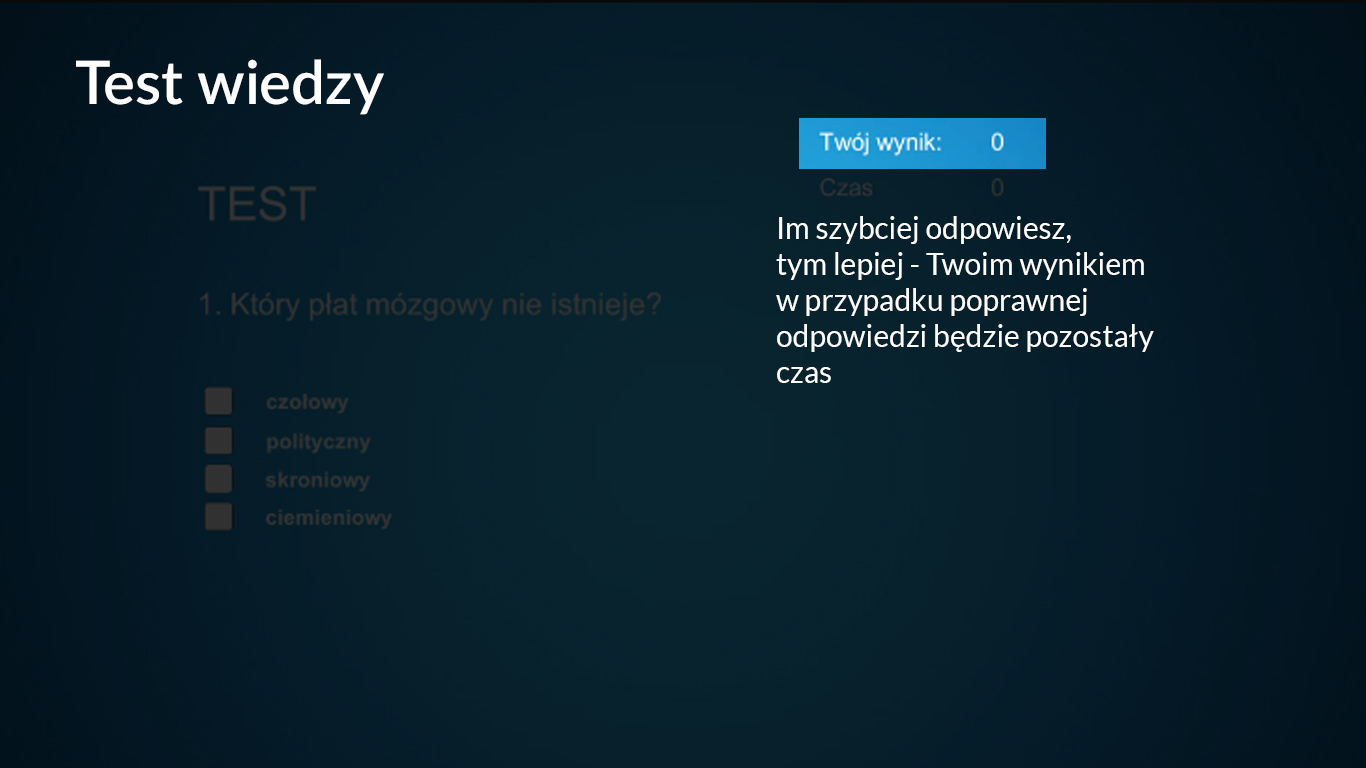 Test wiedzy
Twój wynik: 0
Czas 0
Im szybciej odpowiesz,
tym lepiej - Twoim wynikiem
w przypadku poprawnej
odpowiedzi będzie pozostały
czas
TEST
1. Który płat mózgowy nie istnieje?
czołowy
polityczny
skroniowy
ciemieniowy